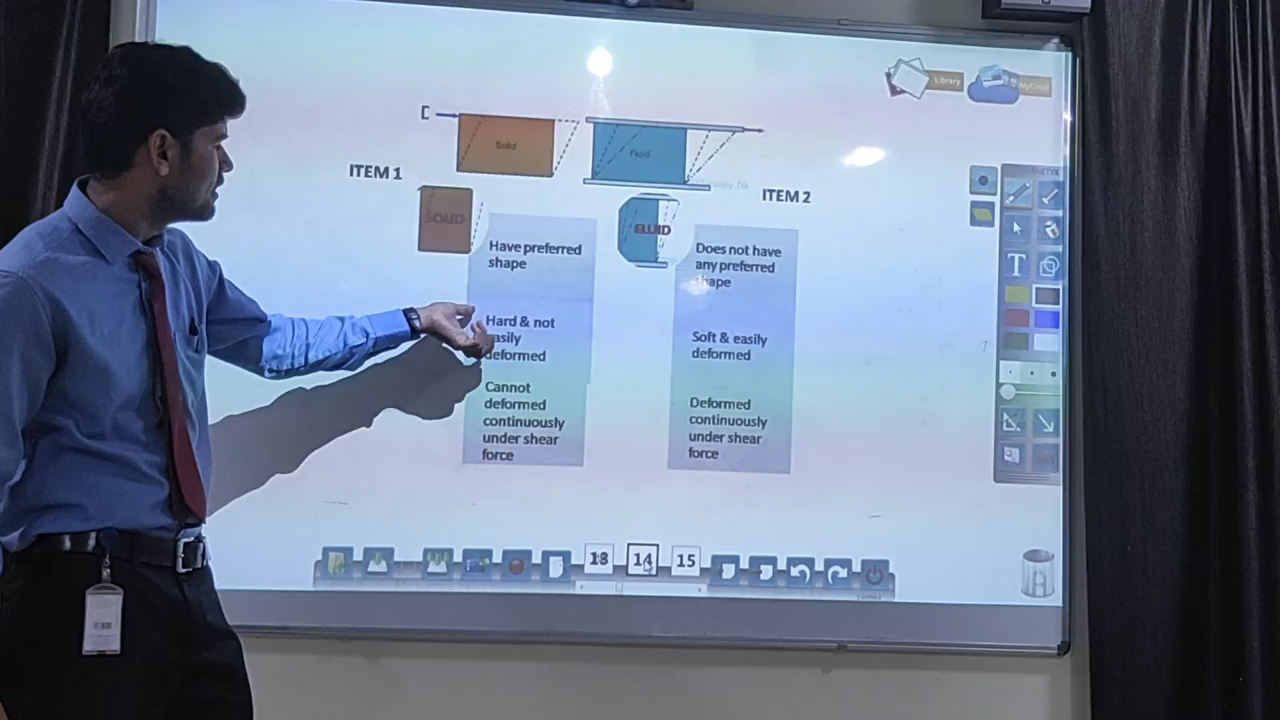 Library
Solid
Fluid
ITEM 1
ITEM 2
SOLID
FLUID
Have preferred
shape
Hard & not
easily
deformed
Cannot
deformed
continuously
under shear
force
Does not have
any preferred
shape
Soft & easily
deformed
Deformed
continuously
under shear
force
7
T
13 14 15